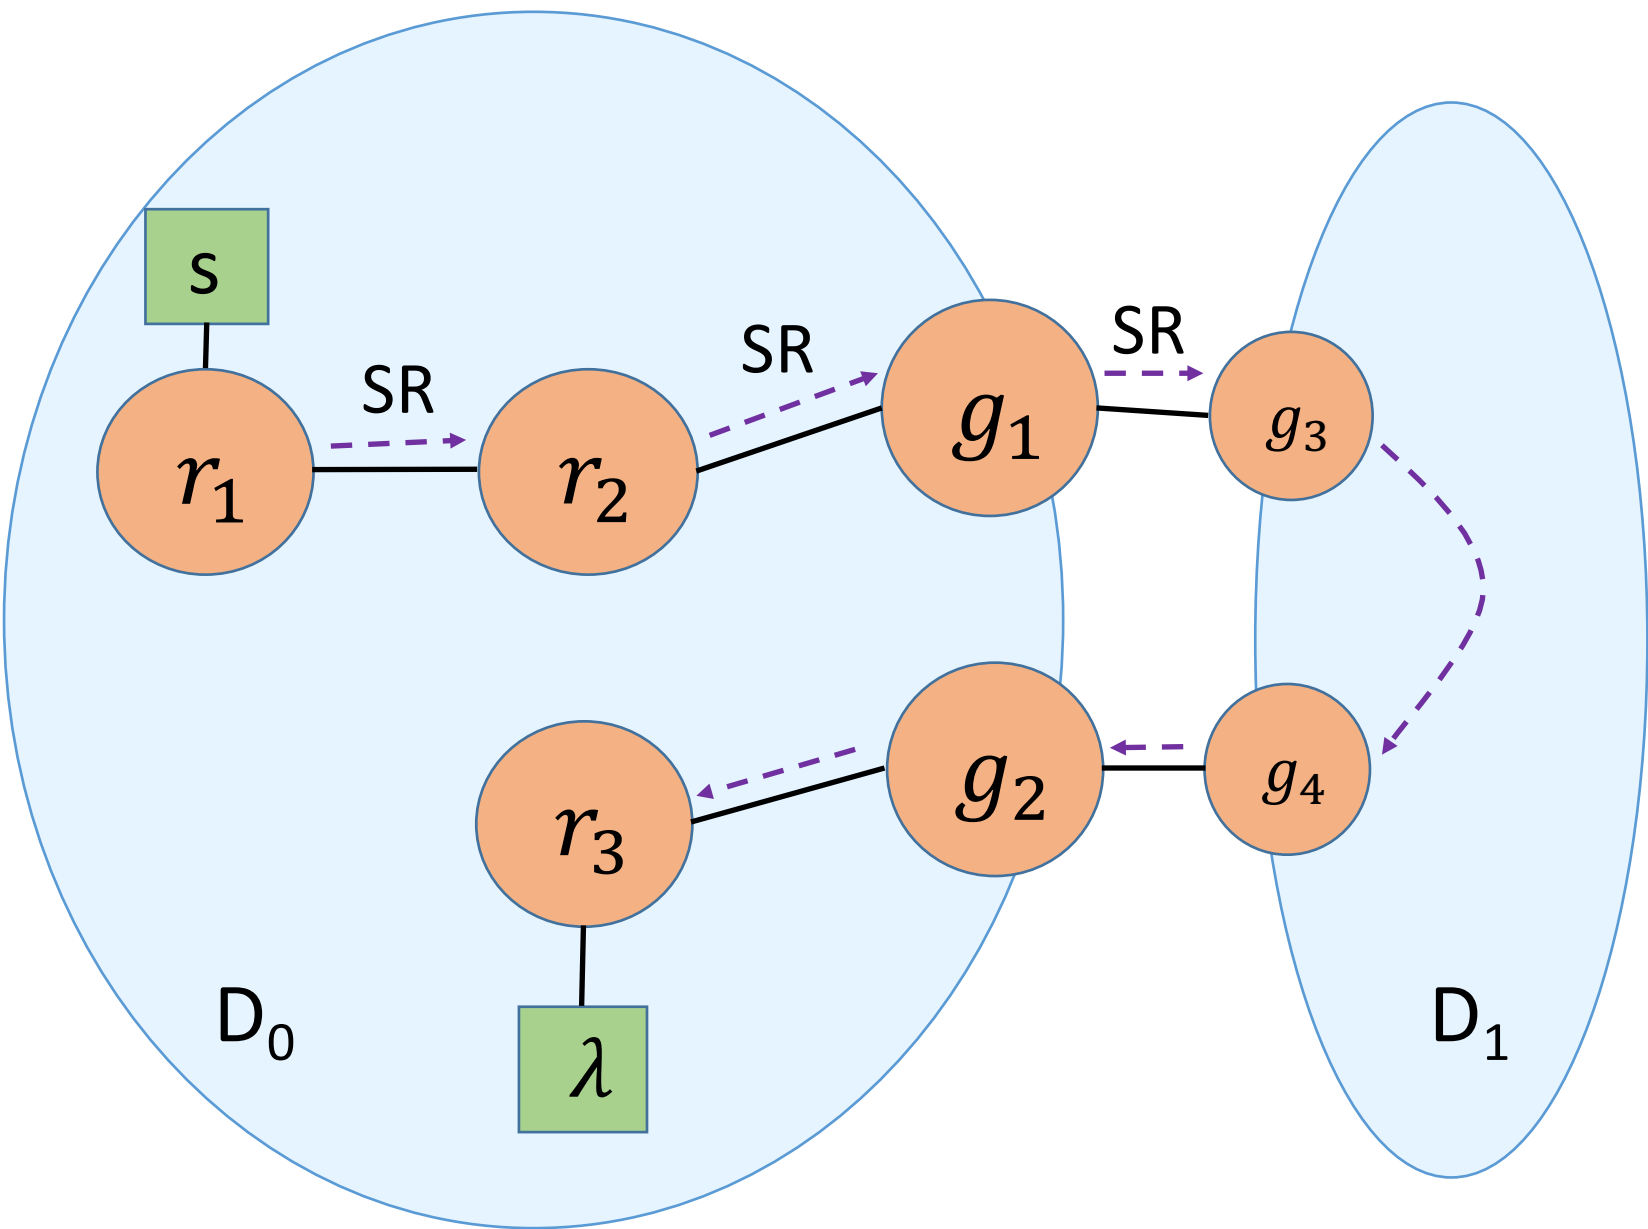 s
SR
SR
SR
r₁
r₂
g₁
g₃
r₃
g₂
g₄
D₀
D₁
λ